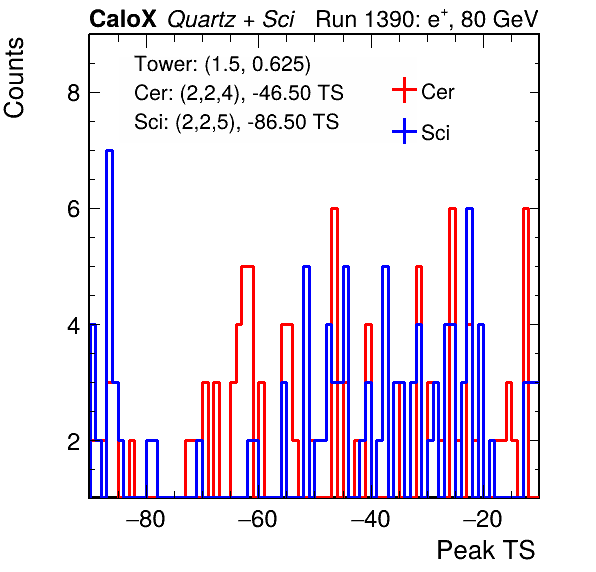 CaloX Quartz + Sci Run 1390: e+, 80 GeV
Counts
Tower: (1.5, 0.625)
Cer: (2,2,4), -46.50 TS
Sci: (2,2,5), -86.50 TS
Cer
Sci
8
6
4
2
−80 −60 −40 −20
Peak TS